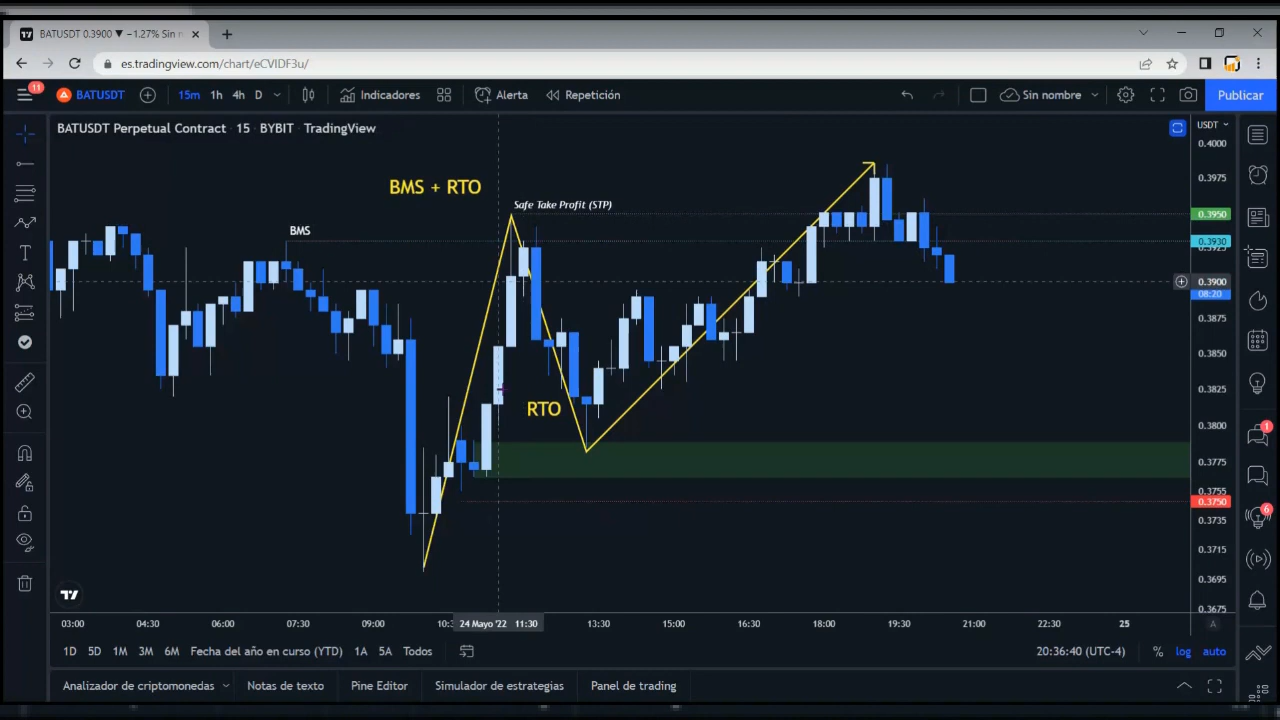 BATUSDT 0.3900 ▼ −1.27% Sin n
es.tradingview.com/chart/eCVIDF3u/
11
BATUSDT
15m 1h 4h D
Indicadores
Alerta
Repetición
Sin nombre
Publicar
BATUSDT Perpetual Contract · 15 · BYBIT · TradingView
USDT
0.4000
0.3975
BMS + RTO
Safe Take Profit (STP)
0.3950
BMS
0.3930
0.3925
0.3900
08:20
0.3875
0.3850
0.3825
RTO
0.3800
0.3775
0.3755
0.3750
0.3735
0.3715
0.3695
0.3675
1
6
03:00 04:30 06:00 07:30 09:00 10:3 24 Mayo '22 11:30 13:30 15:00 16:30 18:00 19:30 21:00 22:30 25 A
1D 5D 1M 3M 6M Fecha del año en curso (YTD) 1A 5A Todos
20:36:40 (UTC-4) % log auto
Analizador de criptomonedas Notas de texto Pine Editor Simulador de estrategias Panel de trading